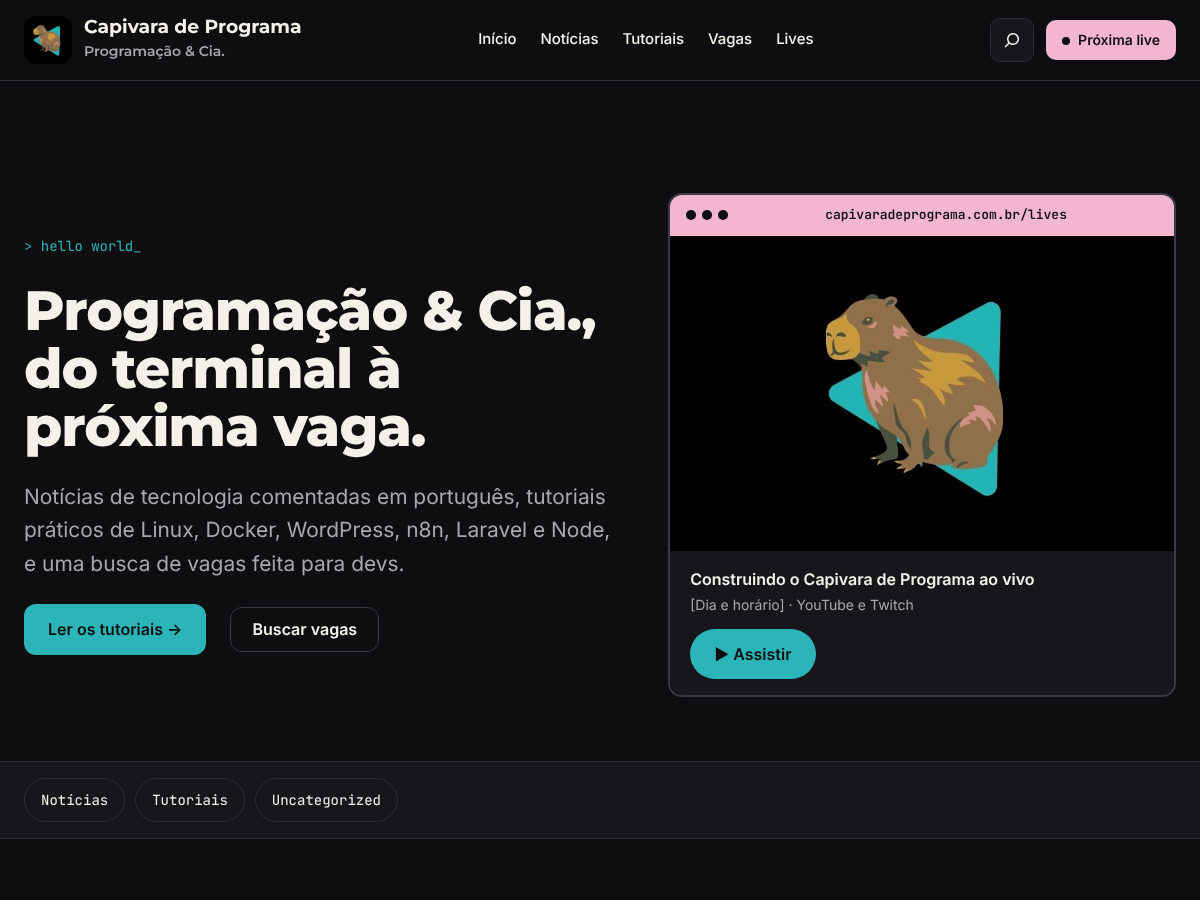 Capivara de Programa
Programação & Cia.
Início
Notícias
Tutoriais
Vagas
Lives
Próxima live
> hello world_
Programação & Cia.,
do terminal à
próxima vaga.
Notícias de tecnologia comentadas em português, tutoriais
práticos de Linux, Docker, WordPress, n8n, Laravel e Node,
e uma busca de vagas feita para devs.
Ler os tutoriais →
Buscar vagas
capivaradeprograma.com.br/lives
Construindo o Capivara de Programa ao vivo
[Dia e horário] · YouTube e Twitch
▶ Assistir
Notícias
Tutoriais
Uncategorized